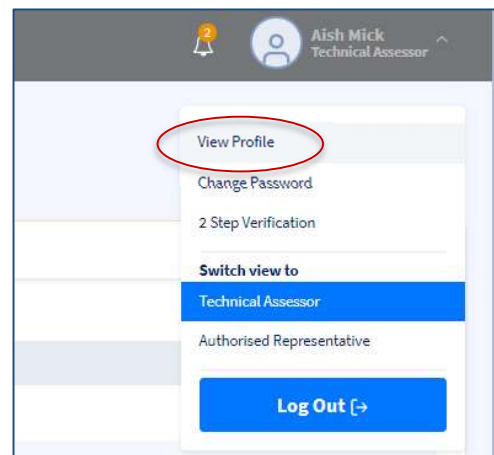 2
Aish Mick
Technical Assessor
View Profile
Change Password
2 Step Verification
Switch view to
Technical Assessor
Authorised Representative
Log Out